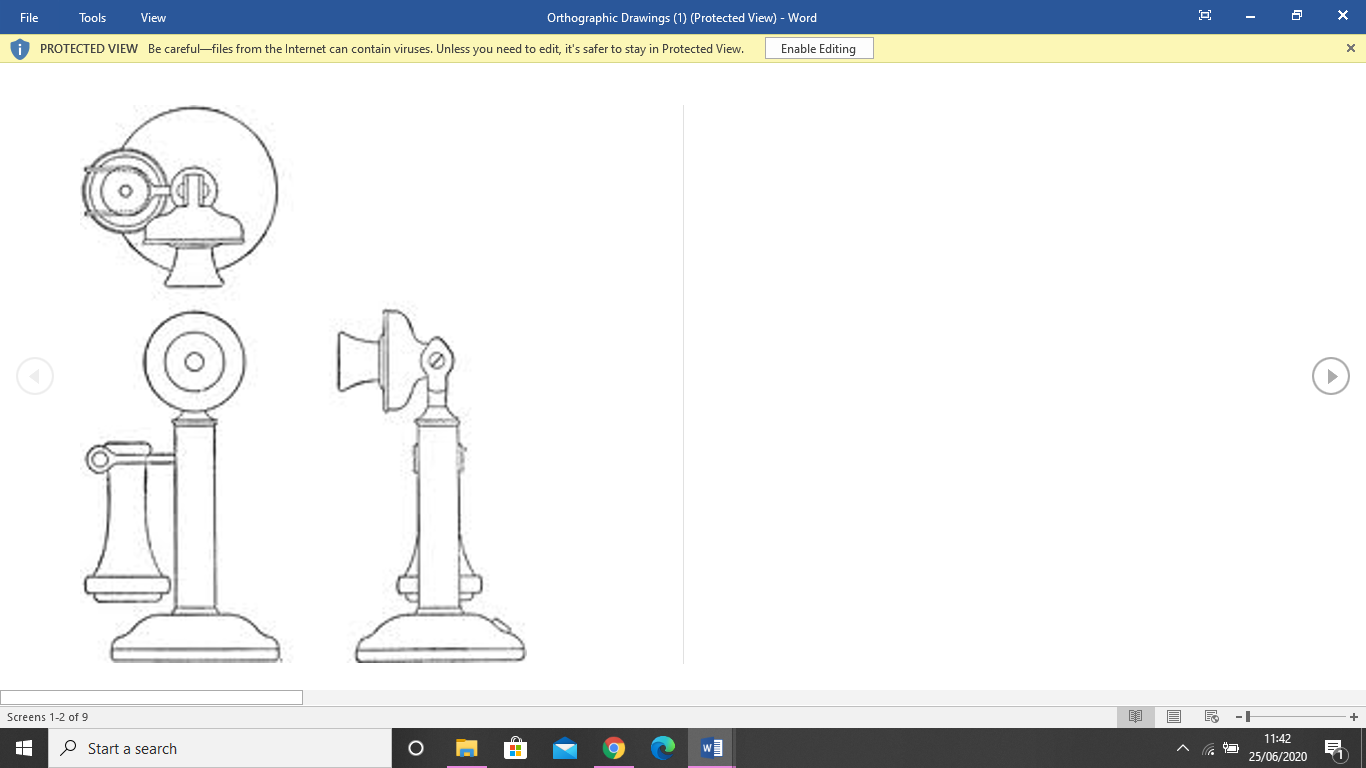 File Tools View Orthographic Drawings (1) (Protected View) - Word
PROTECTED VIEW Be careful—files from the Internet can contain viruses. Unless you need to edit, it's safer to stay in Protected View. Enable Editing
Screens 1-2 of 9
Start a search
11:42
25/06/2020
1